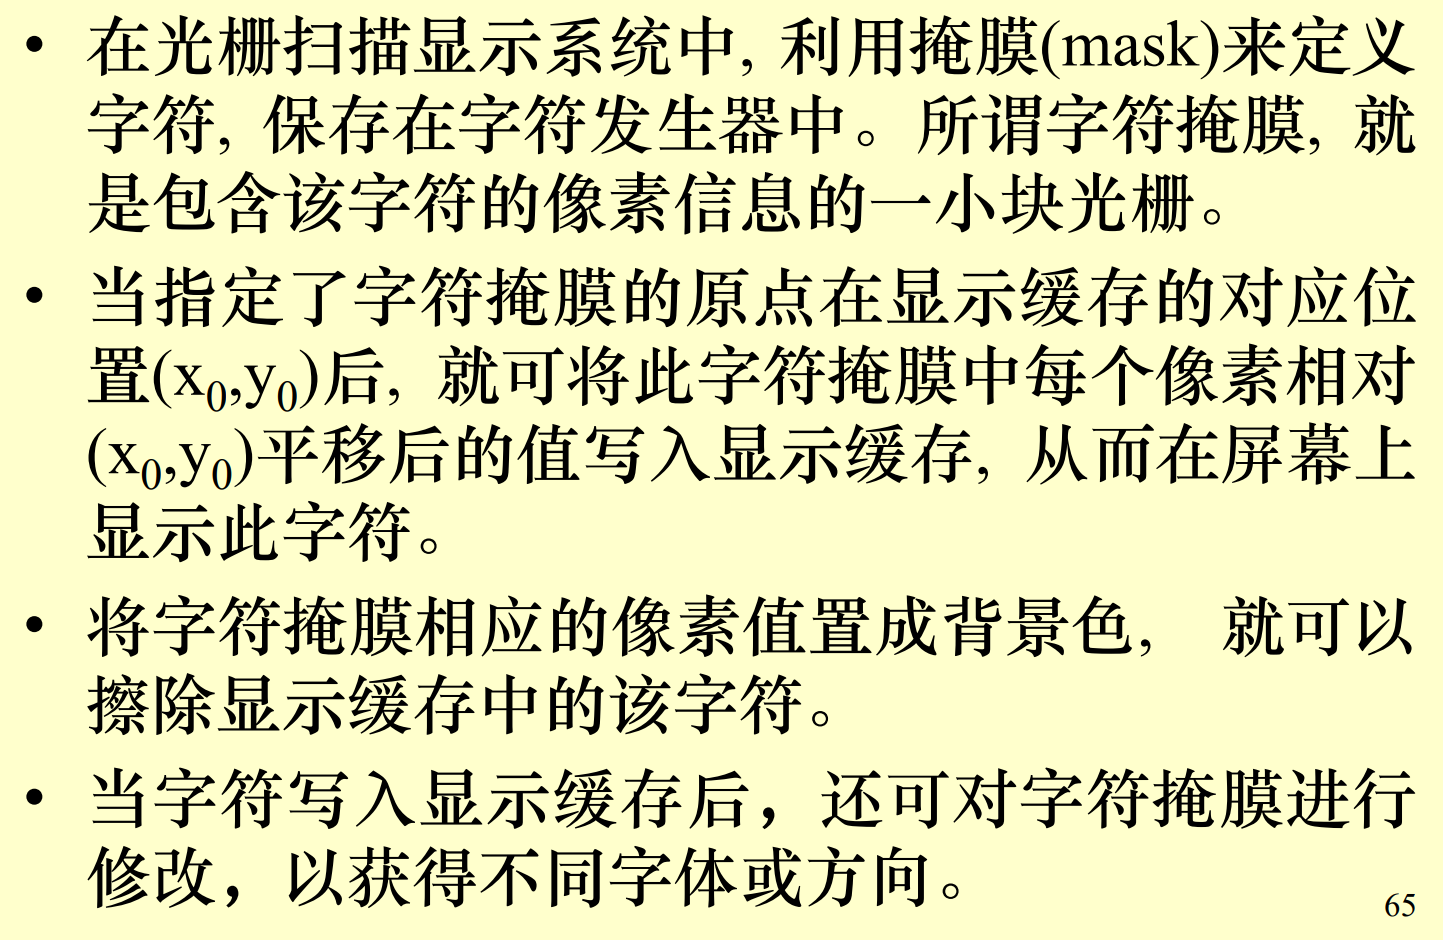 • 在光栅扫描显示系统中, 利用掩膜(mask)来定义
字符, 保存在字符发生器中。所谓字符掩膜, 就
是包含该字符的像素信息的一小块光栅。
• 当指定了字符掩膜的原点在显示缓存的对应位
置(x₀,y₀)后, 就可将此字符掩膜中每个像素相对
(x₀,y₀)平移后的值写入显示缓存, 从而在屏幕上
显示此字符。
• 将字符掩膜相应的像素值置成背景色, 就可以
擦除显示缓存中的该字符。
• 当字符写入显示缓存后，还可对字符掩膜进行
修改，以获得不同字体或方向。
65